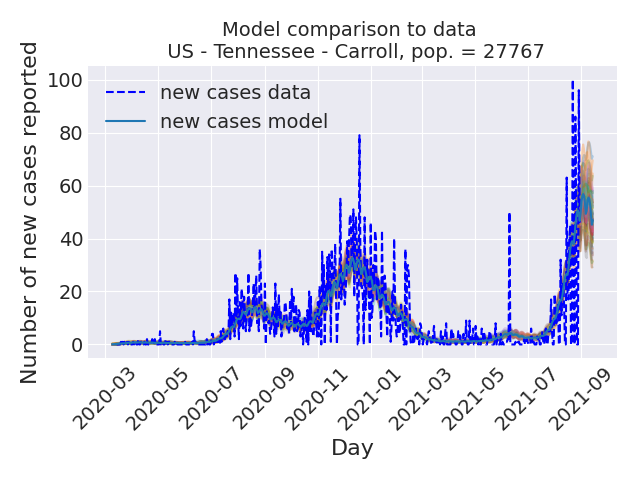 Model comparison to data
US - Tennessee - Carroll, pop. = 27767
Number of new cases reported
100
80
60
40
20
0
new cases data
new cases model
2020-03
2020-05
2020-07
2020-09
2020-11
2021-01
2021-03
2021-05
2021-07
2021-09
Day